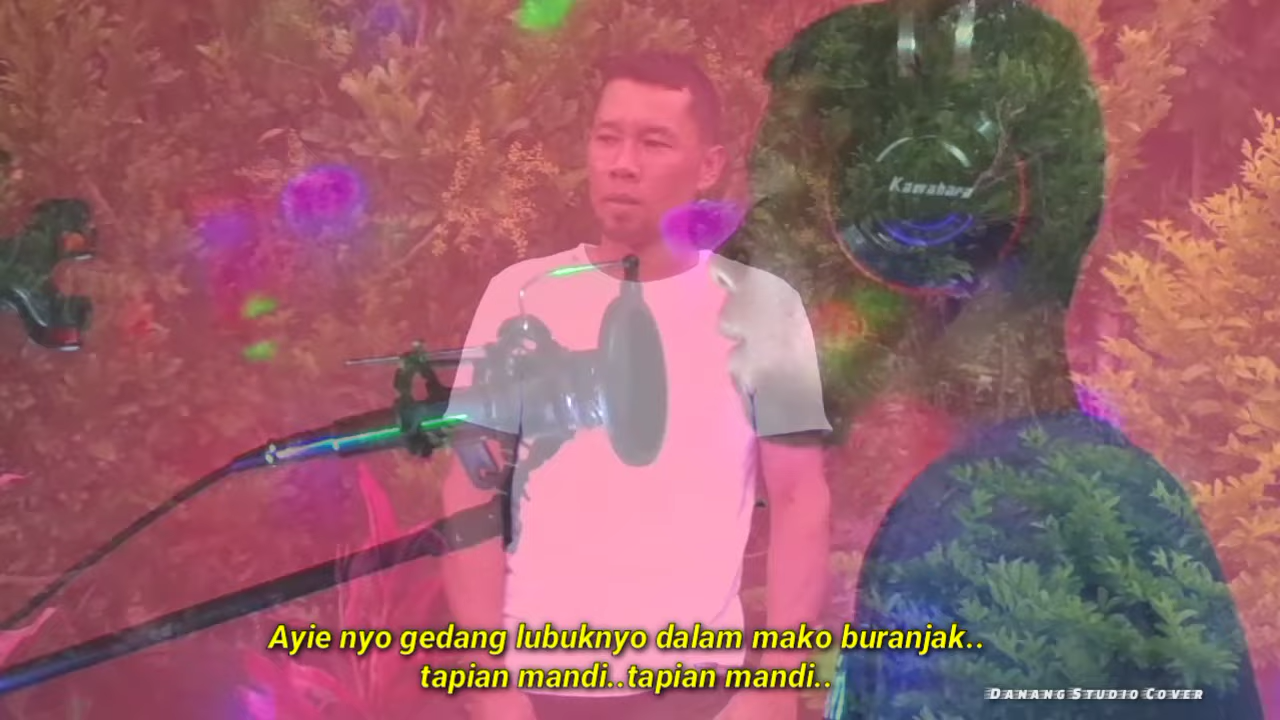 Kawahara
Ayie nyo gedang lubuknyo dalam mako buranjak..
tapian mandi..tapian mandi..
Danang Studio Cover